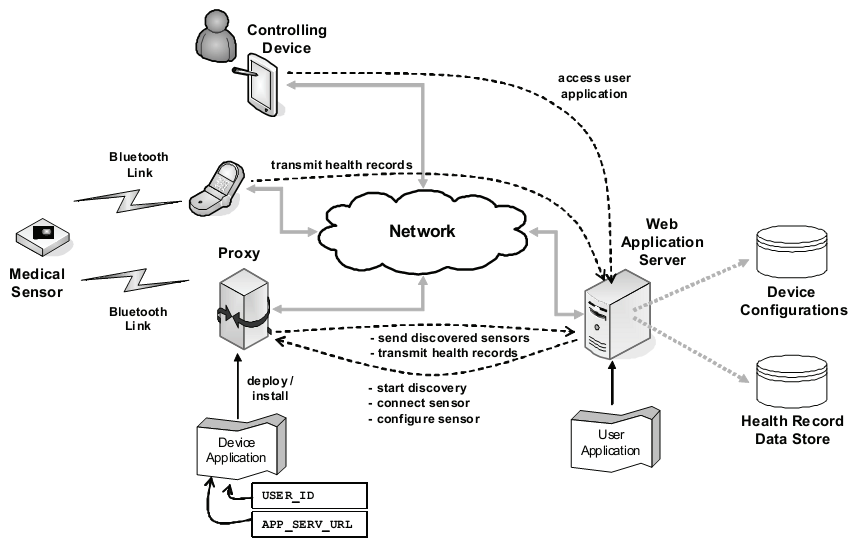 Controlling
Device
access user
application
Bluetooth
Link
transmit health records
Network
Web
Application
Server
Medical
Sensor
Proxy
Bluetooth
Link
Device
Configurations
- send discovered sensors
- transmit health records
- start discovery
- connect sensor
- configure sensor
deploy/
install
Device
Application
User
Application
Health Record
Data Store
USER_ID
APP_SERV_URL